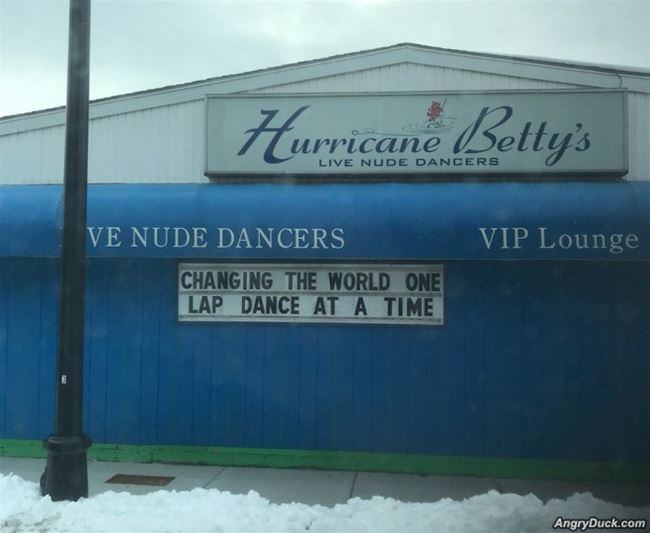 Hurricane Betty's
LIVE NUDE DANCERS
VE NUDE DANCERS VIP Lounge
CHANGING THE WORLD ONE
LAP DANCE AT A TIME
AngryDuck.com